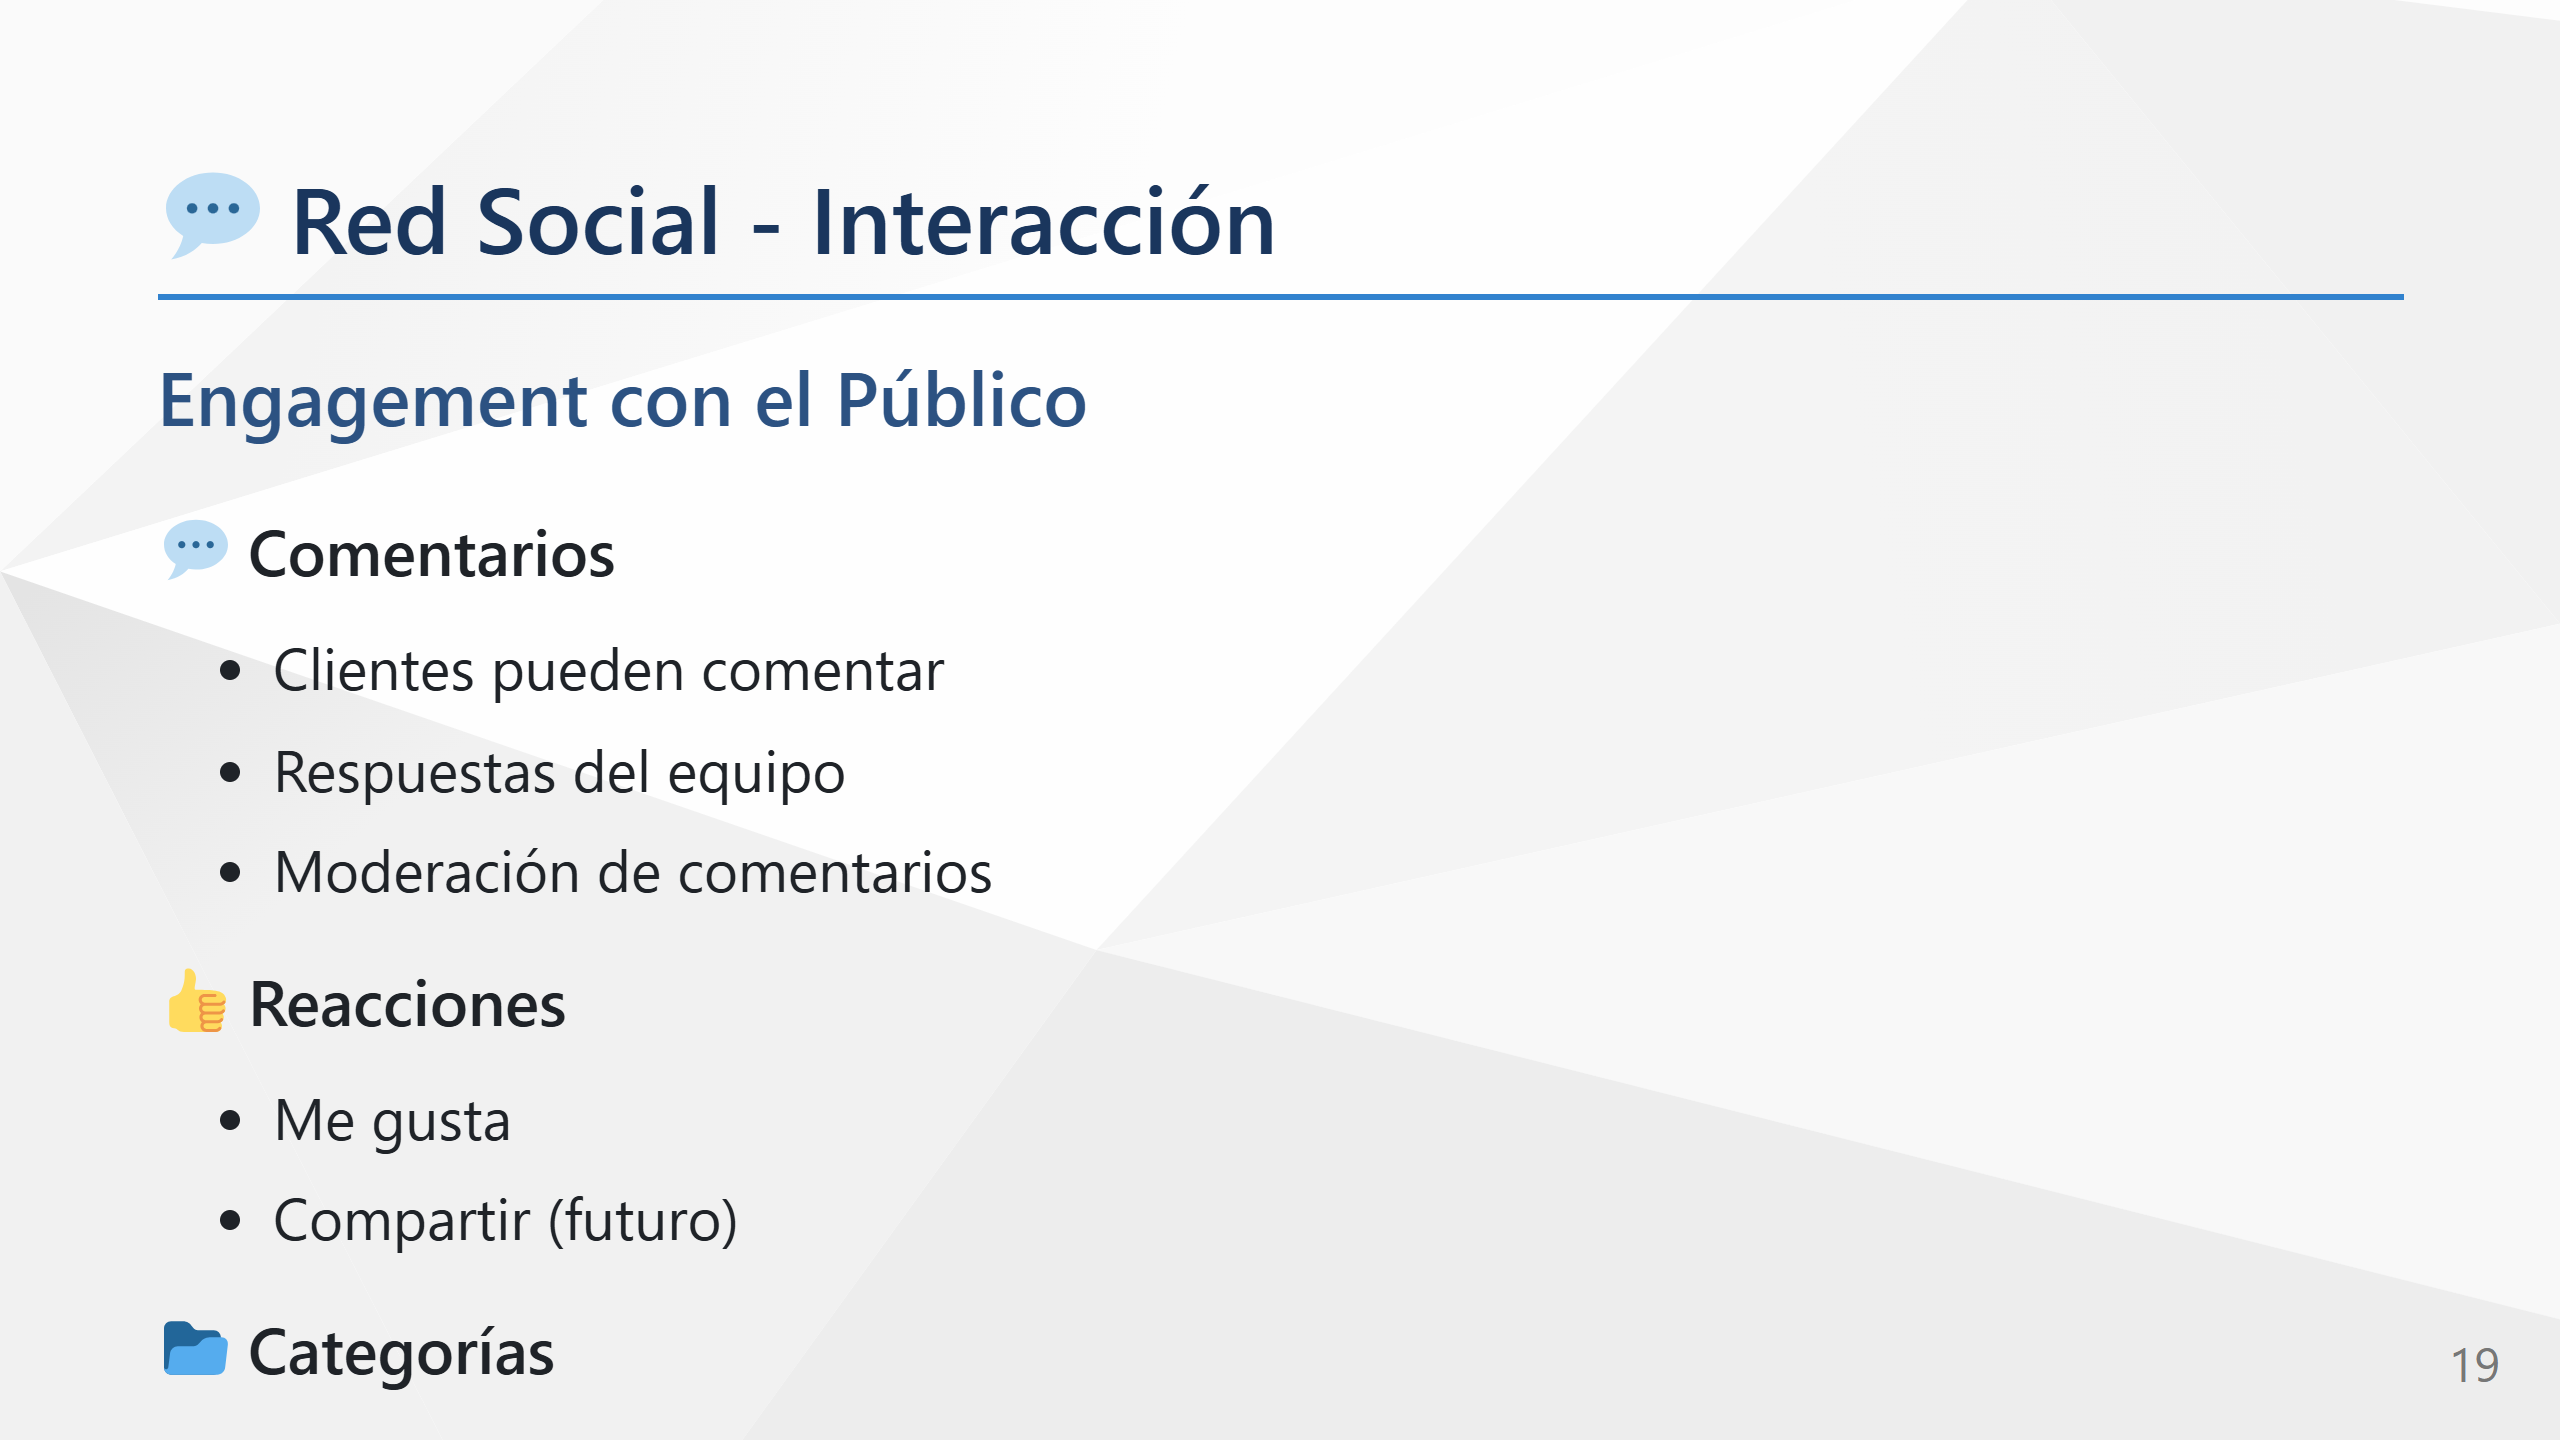 💬 Red Social - Interacción
Engagement con el Público
💬 Comentarios
• Clientes pueden comentar
• Respuestas del equipo
• Moderación de comentarios
👍 Reacciones
• Me gusta
• Compartir (futuro)
📂 Categorías
19